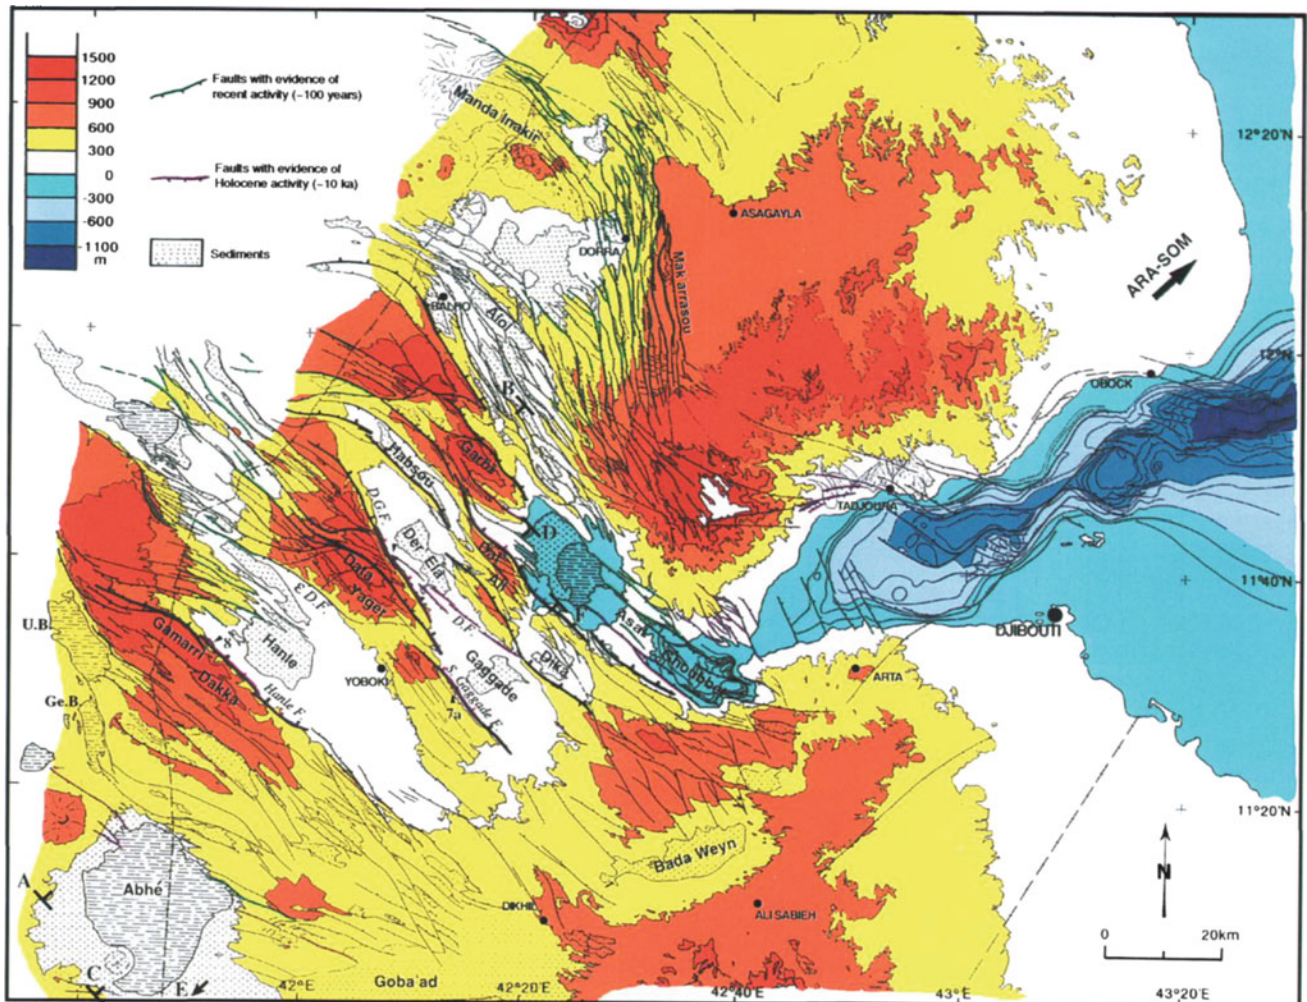 1500
1200
900
600
300
0
-300
-600
-1100
m
Faults with evidence of
recent activity (~100 years)
Faults with evidence of
Holocene activity (~10 ka)
Sediments
Manda Inakir
12°20'N
ASAGAYLA
DORRA
Mak arrasou
ARA-SOM
BALHO
Alol
12°N
OBOCK
B
Garbi
Habsou
D.G.F.
TADJOURA
D
Der Ela
Data
Yager
11°40'N
E.D.F.
Asal
F
U.B.
Gamarri
Hanle
D.F.
Dika
Ghoubbet
DJIBOUTI
Dakka
YOBOKI
Gaggade
ARTA
Hanle F
S. Gaggade F.
7a
Ge.B.
11°20'N
Bada Weyn
N
A
Abhé
DIKHIL
ALI SABIEH
0
20km
C
E
Goba'ad
42°E
42°20'E
42°40'E
43°E
43°20'E